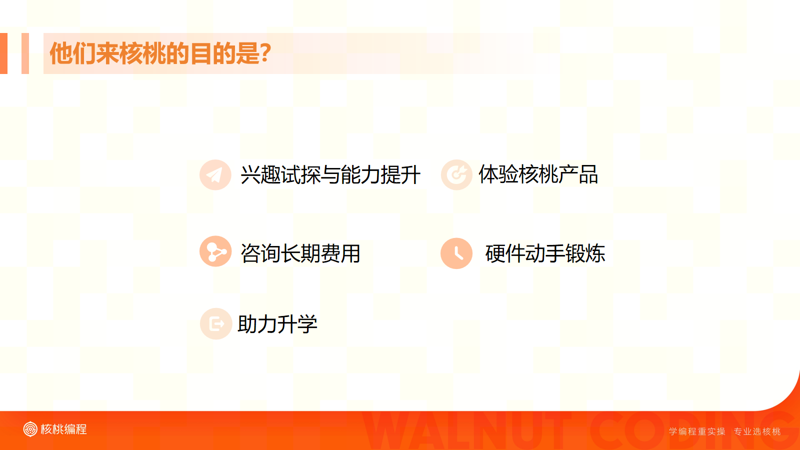 他们来核桃的目的是?
兴趣试探与能力提升
体验核桃产品
咨询长期费用
硬件动手锻炼
助力升学
核桃编程
WALNUT CODING
学编程重实操 专业选核桃